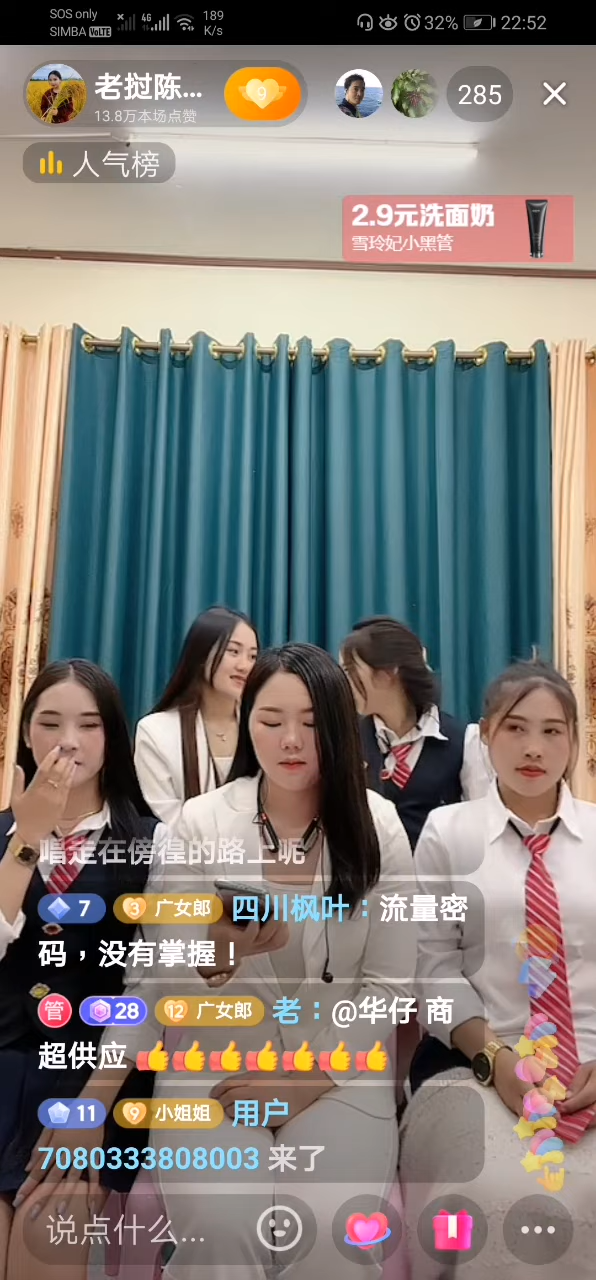 SOS only
SIMBA VoLTE
4G
189
K/s
32%
22:52
老挝陈...
13.8万本场点赞
9
285
人气榜
2.9元洗面奶
雪玲妃小黑管
唱走在傍徨的路上呢
7 3 广女郎 四川枫叶：流量密
码，没有掌握！
管 28 12 广女郎 老：@华仔 商
超供应 👍👍👍👍👍👍👍
11 9 小姐姐 用户
7080333808003 来了
说点什么...